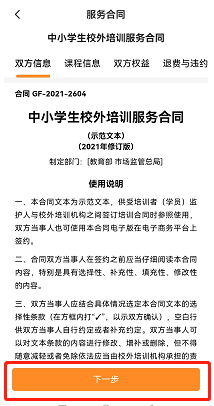 服务合同
中小学生校外培训服务合同
双方信息 课程信息 双方权益 退费与违约
合同 GF-2021-2604
中小学生校外培训服务合同
（示范文本）
（2021年修订版）
制定部门：[教育部 市场监管总局]
使用说明
一、本合同文本为示范文本，供受培训者（学员）监
护人与校外培训机构之间签订培训合同时参照使用，
双方当事人也可使用本合同电子版在电子商务平台上
签约。
二、合同双方当事人在签约之前应当仔细阅读本合同
内容，特别是具有选择性、补充性、填充性、修改性
的内容。
三、双方当事人应结合具体情况选定本合同文本的选
择性条款（在方框内打“✓”，以示双方确认），空白行
供双方当事人自行约定或者补充约定。双方当事人可
以对文本条款的内容进行修改、增补或删除，但不得
随意减轻或者免除依法应当由校外培训机构承担的责
下一步